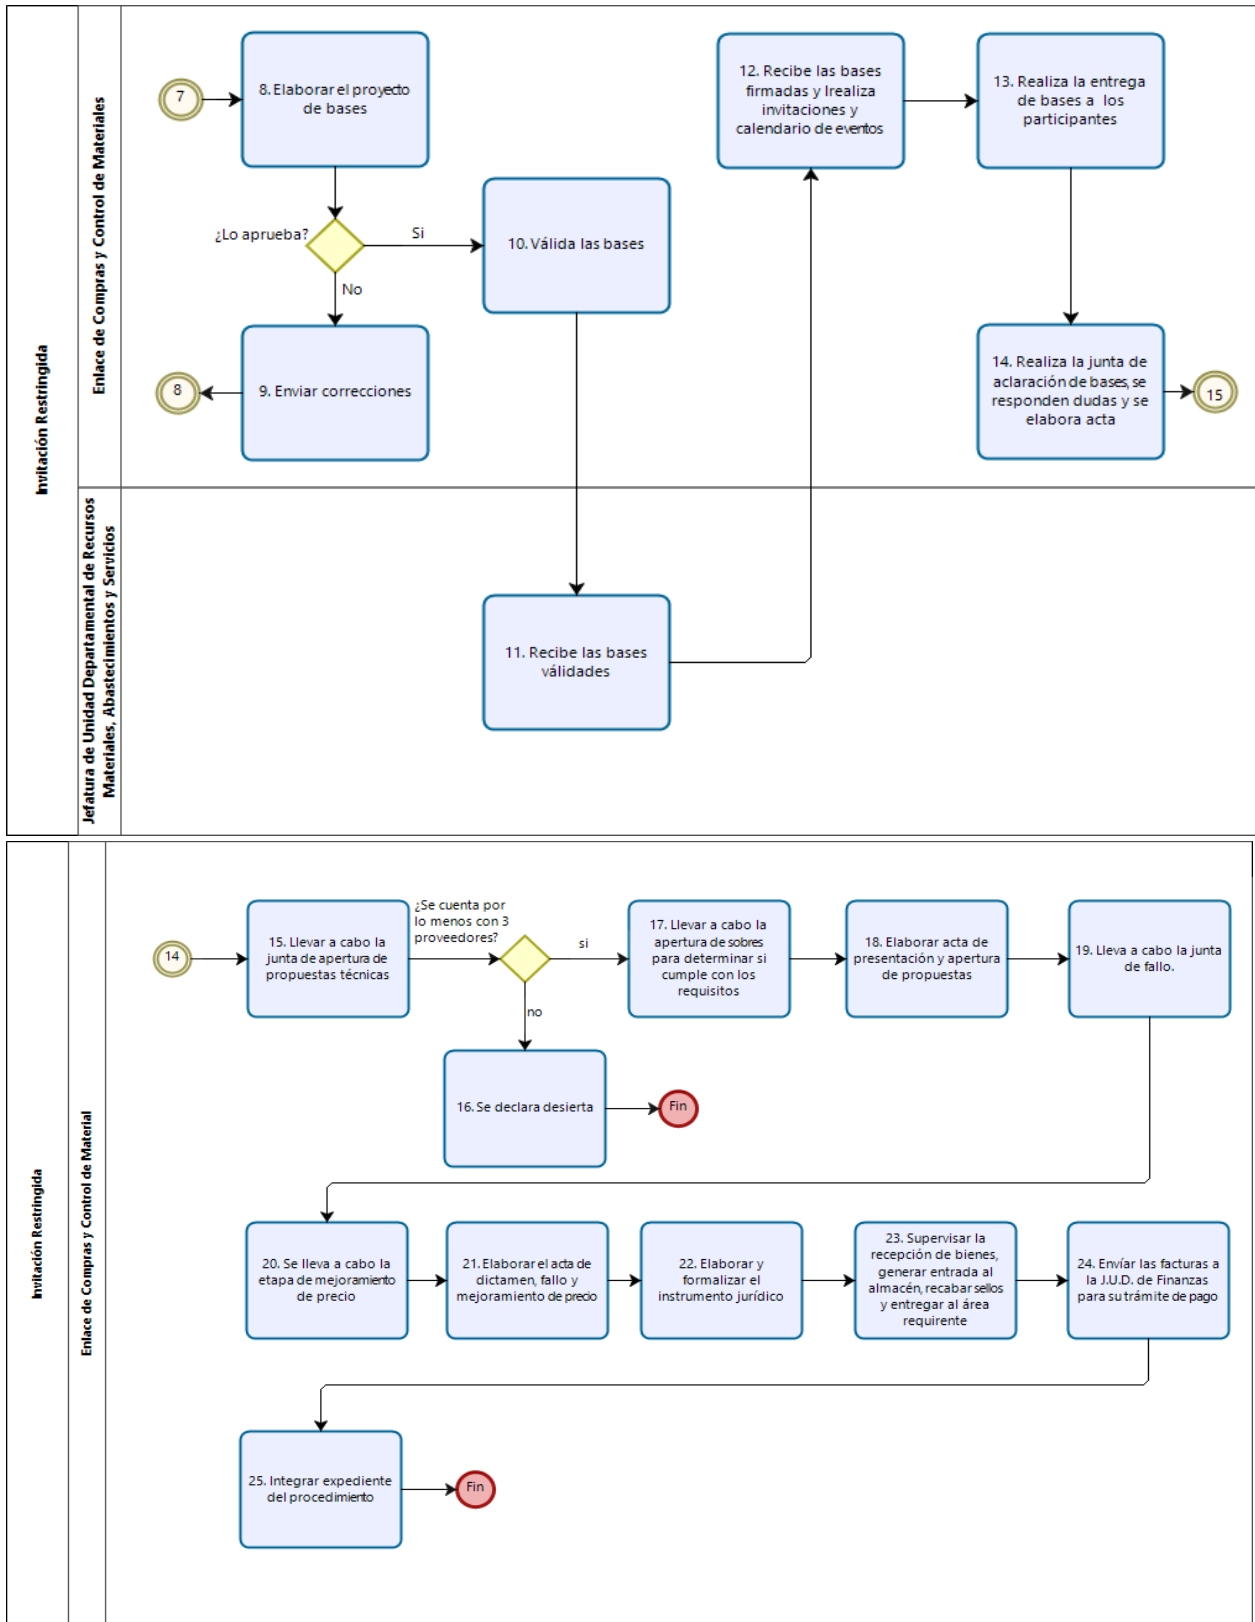 Invitación Restringida
Enlace de Compras y Control de Materiales
7
8. Elaborar el proyecto
de bases
¿Lo aprueba?
Si
No
10. Válida las bases
8
9. Enviar correcciones
12. Recibe las bases
firmadas y lrealiza
invitaciones y
calendario de eventos
13. Realiza la entrega
de bases a los
participantes
14. Realiza la junta de
aclaración de bases, se
responden dudas y se
elabora acta
15
Jefatura de Unidad Departamental de Recursos
Materiales, Abastecimientos y Servicios
11. Recibe las bases
válidades
Invitación Restringida
Enlace de Compras y Control de Material
14
15. Llevar a cabo la
junta de apertura de
propuestas técnicas
¿Se cuenta por
lo menos con 3
proveedores?
si
no
17. Llevar a cabo la
apertura de sobres
para determinar si
cumple con los
requisitos
18. Elaborar acta de
presentación y apertura
de propuestas
19. Lleva a cabo la junta
de fallo.
16. Se declara desierta
Fin
20. Se lleva a cabo la
etapa de mejoramiento
de precio
21. Elaborar el acta de
dictamen, fallo y
mejoramiento de precio
22. Elaborar y
formalizar el
instrumento jurídico
23. Supervisar la
recepción de bienes,
generar entrada al
almacén, recabar sellos
y entregar al área
requirente
24. Envíar las facturas a
la J.U.D. de Finanzas
para su trámite de pago
25. Integrar expediente
del procedimiento
Fin